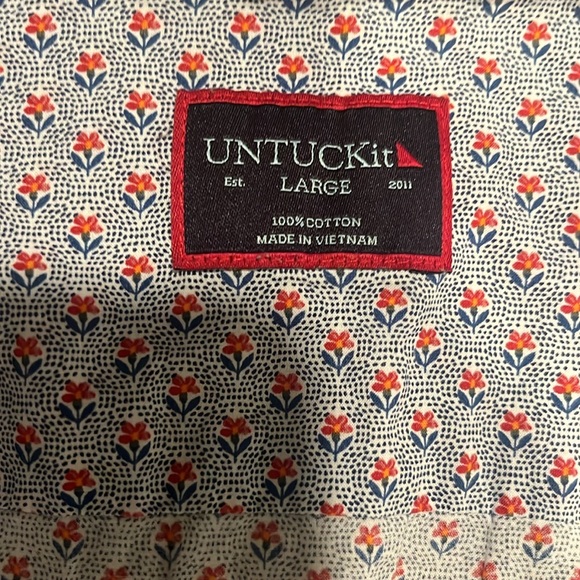 UNTUCKit
Est. LARGE 2011
100% COTTON
MADE IN VIETNAM